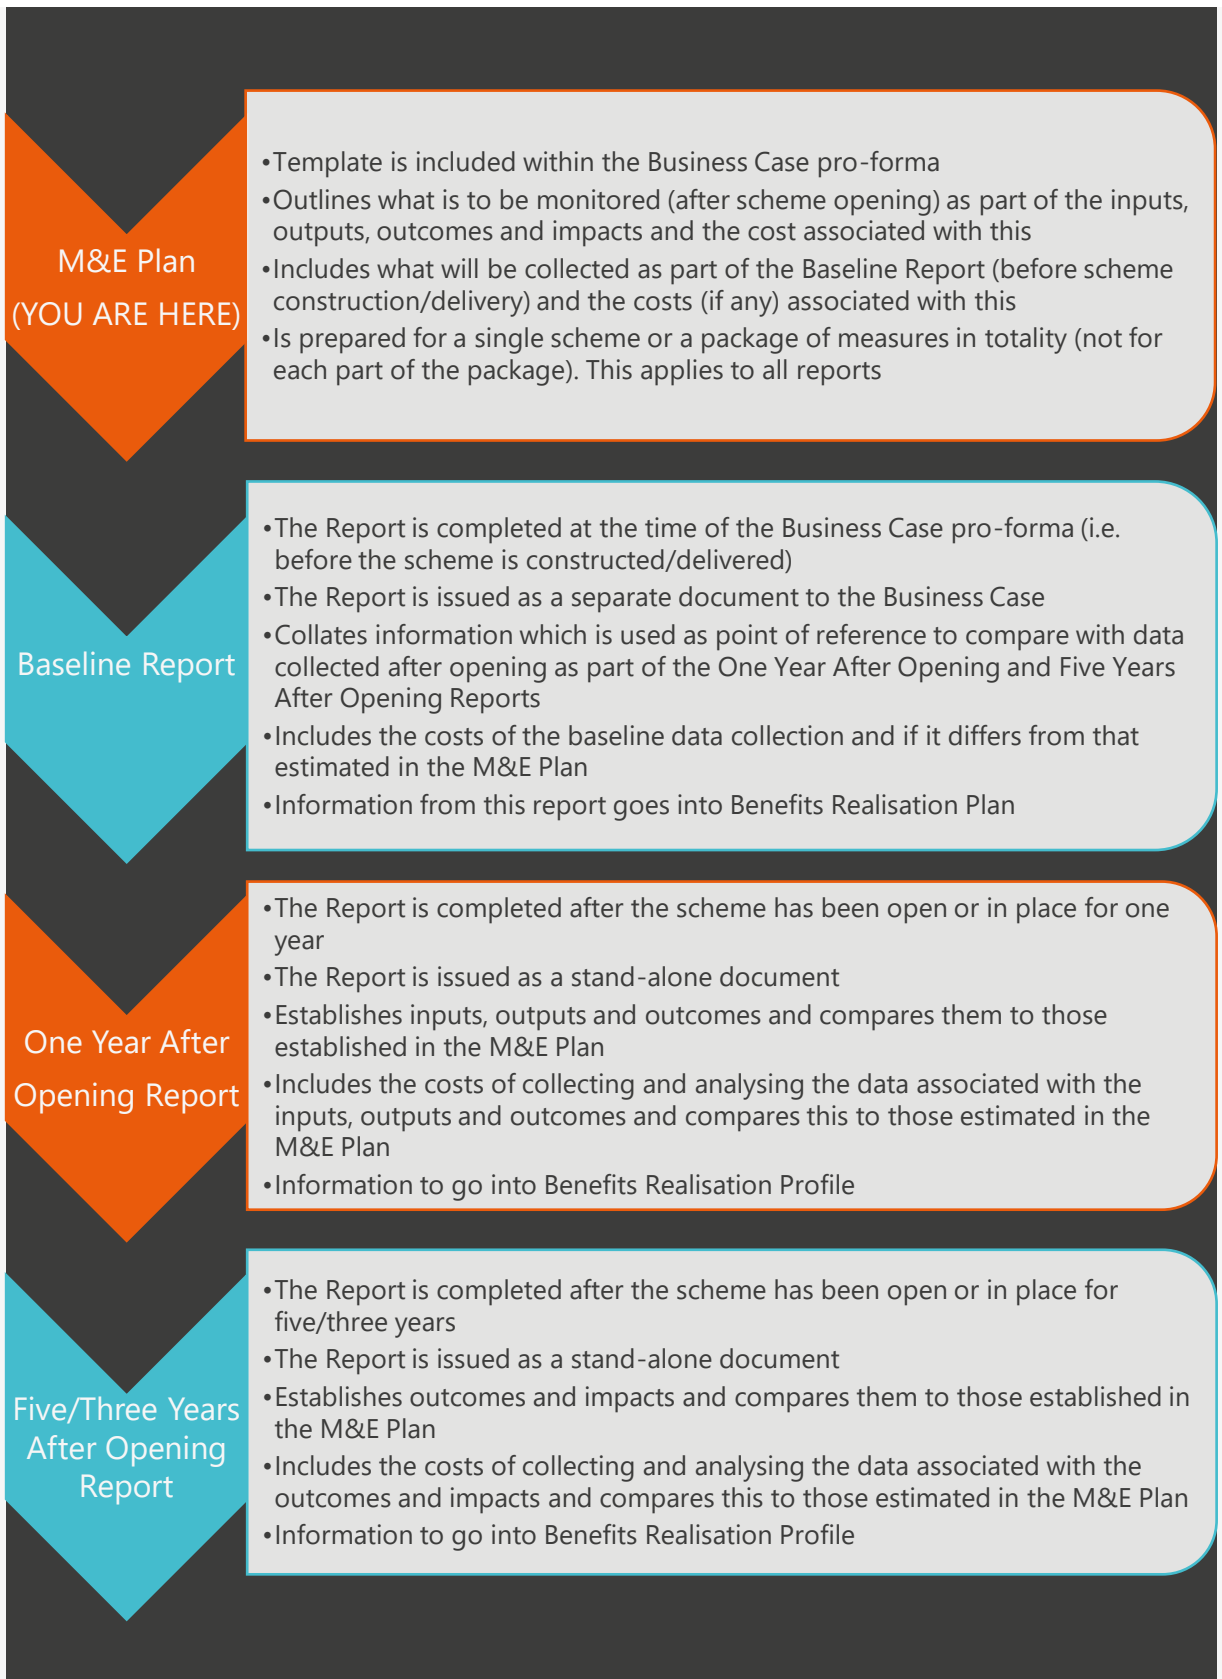 M&E Plan
(YOU ARE HERE)
•Template is included within the Business Case pro-forma
•Outlines what is to be monitored (after scheme opening) as part of the inputs,
outputs, outcomes and impacts and the cost associated with this
•Includes what will be collected as part of the Baseline Report (before scheme
construction/delivery) and the costs (if any) associated with this
•Is prepared for a single scheme or a package of measures in totality (not for
each part of the package). This applies to all reports
Baseline Report
•The Report is completed at the time of the Business Case pro-forma (i.e.
before the scheme is constructed/delivered)
•The Report is issued as a separate document to the Business Case
•Collates information which is used as point of reference to compare with data
collected after opening as part of the One Year After Opening and Five Years
After Opening Reports
•Includes the costs of the baseline data collection and if it differs from that
estimated in the M&E Plan
•Information from this report goes into Benefits Realisation Plan
One Year After
Opening Report
•The Report is completed after the scheme has been open or in place for one
year
•The Report is issued as a stand-alone document
•Establishes inputs, outputs and outcomes and compares them to those
established in the M&E Plan
•Includes the costs of collecting and analysing the data associated with the
inputs, outputs and outcomes and compares this to those estimated in the
M&E Plan
•Information to go into Benefits Realisation Profile
Five/Three Years
After Opening
Report
•The Report is completed after the scheme has been open or in place for
five/three years
•The Report is issued as a stand-alone document
•Establishes outcomes and impacts and compares them to those established in
the M&E Plan
•Includes the costs of collecting and analysing the data associated with the
outcomes and impacts and compares this to those estimated in the M&E Plan
•Information to go into Benefits Realisation Profile